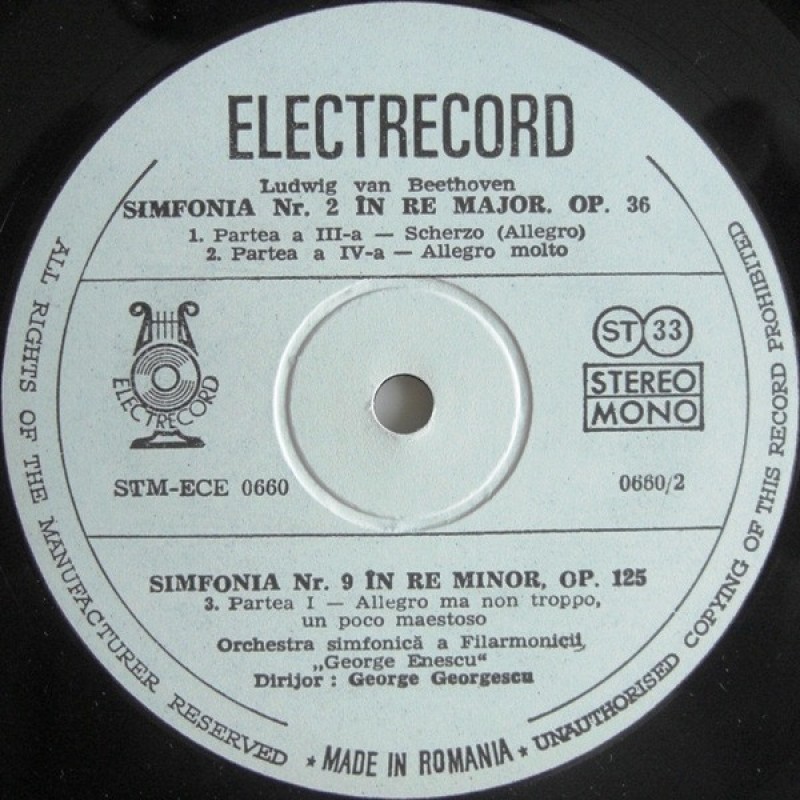 ELECTRECORD
Ludwig van Beethoven
SIMFONIA Nr. 2 ÎN RE MAJOR. OP. 36
1. Partea a III-a — Scherzo (Allegro)
2. Partea a IV-a — Allegro molto
ELECTRECORD
ST 33
STEREO
MONO
STM-ECE 0660
0660/2
SIMFONIA Nr. 9 ÎN RE MINOR, OP. 125
3. Partea I — Allegro ma non troppo,
un poco maestoso
Orchestra simfonică a Filarmonicii
„George Enescu“
Dirijor : George Georgescu
ALL RIGHTS OF THE MANUFACTURER RESERVED * MADE IN ROMANIA * UNAUTHORISED COPYING OF THIS RECORD PROHIBITED